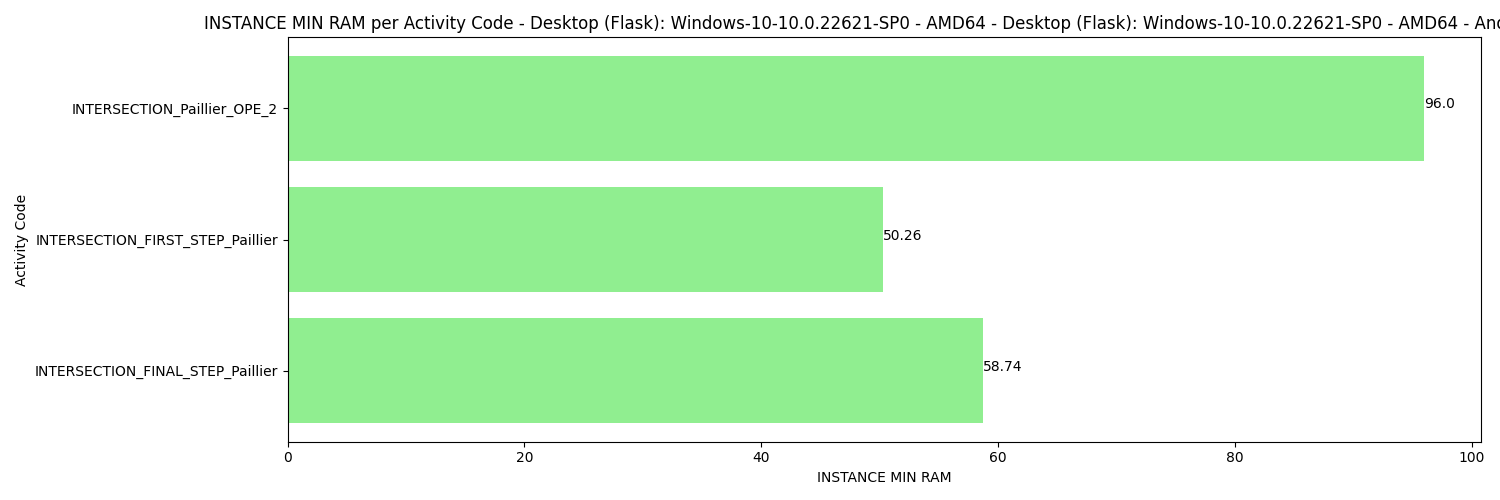 INSTANCE MIN RAM per Activity Code - Desktop (Flask): Windows-10-10.0.22621-SP0 - AMD64 - Desktop (Flask): Windows-10-10.0.22621-SP0 - AMD64 -
INTERSECTION_Paillier_OPE_2
96.0
INTERSECTION_FIRST_STEP_Paillier
50.26
INTERSECTION_FINAL_STEP_Paillier
58.74
Activity Code
0 20 40 60 80 100
INSTANCE MIN RAM